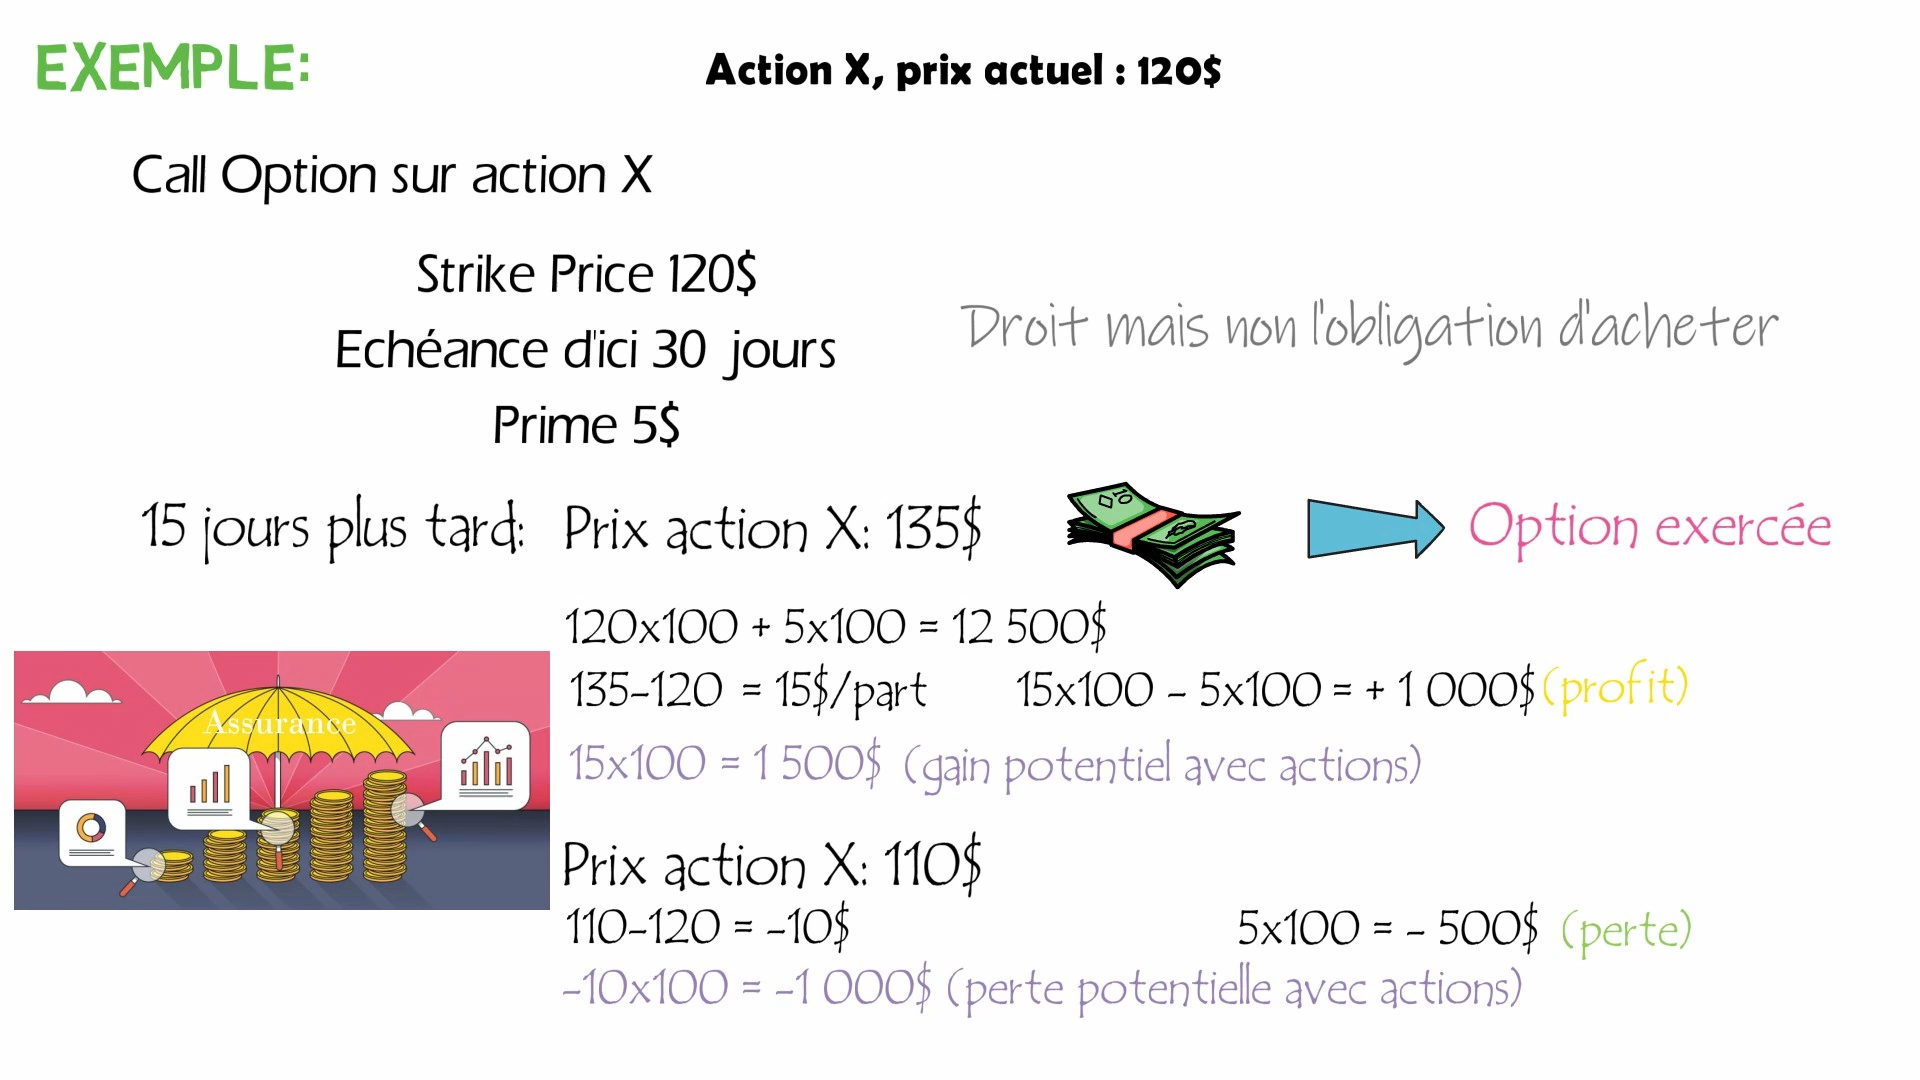 EXEMPLE:
Action X, prix actuel : 120$
Call Option sur action X
Strike Price 120$
Echéance d'ici 30 jours
Droit mais non l'obligation d'acheter
Prime 5$
15 jours plus tard: Prix action X: 135$
10
Option exercée
120x100 + 5x100 = 12 500$
135-120 = 15$/part 15x100 - 5x100 = + 1 000$ (profit)
15x100 = 1 500$ (gain potentiel avec actions)
Assurance
Prix action X: 110$
110-120 = -10$ 5x100 = - 500$ (perte)
-10x100 = -1 000$ (perte potentielle avec actions)